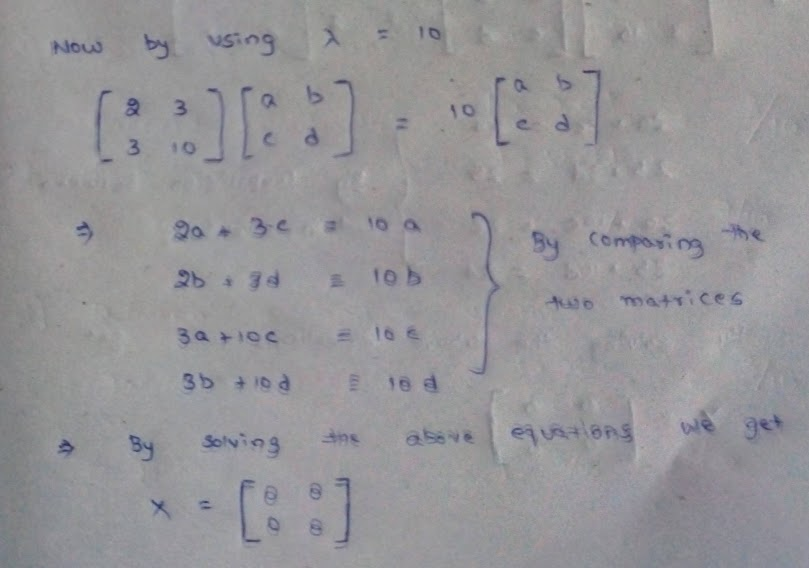 Now by using λ = 10
[2 3
3 10] [a b
c d] = 10 [a b
c d]
⇒ 2a + 3c = 10a
2b + 3d = 10b
3a + 10c = 10c
3b + 10d = 10d
} By comparing the
two matrices
⇒ By solving the above equations we get
X = [0 0
0 0]